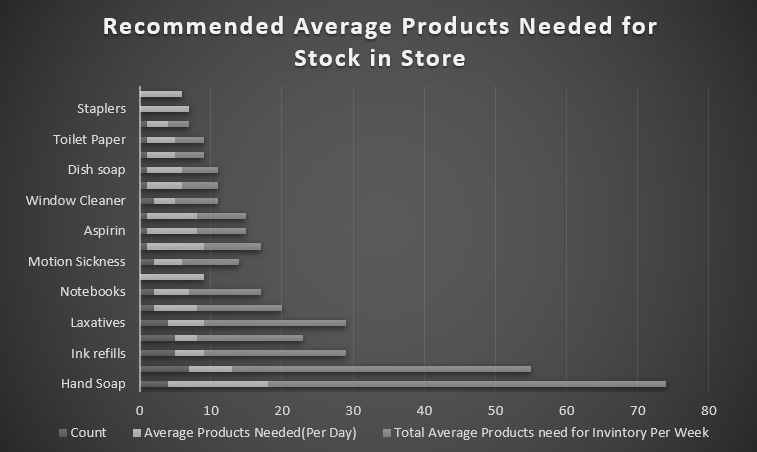 Recommended Average Products Needed for
Stock in Store
Staplers
Toilet Paper
Dish soap
Window Cleaner
Aspirin
Motion Sickness
Notebooks
Laxatives
Ink refills
Hand Soap
0 10 20 30 40 50 60 70 80
Count Average Products Needed(Per Day) Total Average Products need for Invintory Per Week